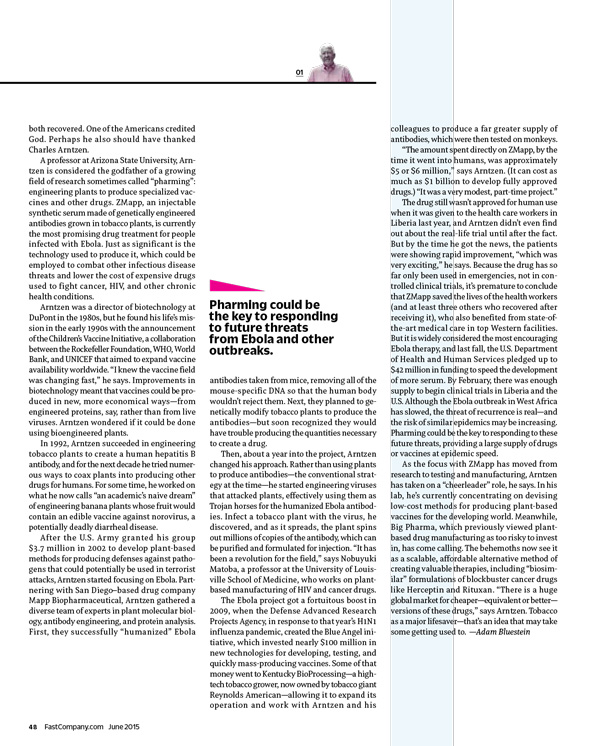 01
both recovered. One of the Americans credited
God. Perhaps he also should have thanked
Charles Arntzen.
A professor at Arizona State University, Arn-
tzen is considered the godfather of a growing
field of research sometimes called “pharming”:
engineering plants to produce specialized vac-
cines and other drugs. ZMapp, an injectable
synthetic serum made of genetically engineered
antibodies grown in tobacco plants, is currently
the most promising drug treatment for people
infected with Ebola. Just as significant is the
technology used to produce it, which could be
employed to combat other infectious disease
threats and lower the cost of expensive drugs
used to fight cancer, HIV, and other chronic
health conditions.
Arntzen was a director of biotechnology at
DuPont in the 1980s, but he found his life’s mis-
sion in the early 1990s with the announcement
of the Children’s Vaccine Initiative, a collaboration
between the Rockefeller Foundation, WHO, World
Bank, and UNICEF that aimed to expand vaccine
availability worldwide. “I knew the vaccine field
was changing fast,” he says. Improvements in
biotechnology meant that vaccines could be pro-
duced in new, more economical ways—from
engineered proteins, say, rather than from live
viruses. Arntzen wondered if it could be done
using bioengineered plants.
In 1992, Arntzen succeeded in engineering
tobacco plants to create a human hepatitis B
antibody, and for the next decade he tried numer-
ous ways to coax plants into producing other
drugs for humans. For some time, he worked on
what he now calls “an academic’s naive dream”
of engineering banana plants whose fruit would
contain an edible vaccine against norovirus, a
potentially deadly diarrheal disease.
After the U.S. Army granted his group
$3.7 million in 2002 to develop plant-based
methods for producing defenses against patho-
gens that could potentially be used in terrorist
attacks, Arntzen started focusing on Ebola. Part-
nering with San Diego–based drug company
Mapp Biopharmaceutical, Arntzen gathered a
diverse team of experts in plant molecular biol-
ogy, antibody engineering, and protein analysis.
First, they successfully “humanized” Ebola
Pharming could be
the key to responding
to future threats
from Ebola and other
outbreaks.
antibodies taken from mice, removing all of the
mouse-specific DNA so that the human body
wouldn’t reject them. Next, they planned to ge-
netically modify tobacco plants to produce the
antibodies—but soon recognized they would
have trouble producing the quantities necessary
to create a drug.
Then, about a year into the project, Arntzen
changed his approach. Rather than using plants
to produce antibodies—the conventional strat-
egy at the time—he started engineering viruses
that attacked plants, effectively using them as
Trojan horses for the humanized Ebola antibod-
ies. Infect a tobacco plant with the virus, he
discovered, and as it spreads, the plant spins
out millions of copies of the antibody, which can
be purified and formulated for injection. “It has
been a revolution for the field,” says Nobuyuki
Matoba, a professor at the University of Louis-
ville School of Medicine, who works on plant-
based manufacturing of HIV and cancer drugs.
The Ebola project got a fortuitous boost in
2009, when the Defense Advanced Research
Projects Agency, in response to that year’s H1N1
influenza pandemic, created the Blue Angel ini-
tiative, which invested nearly $100 million in
new technologies for developing, testing, and
quickly mass-producing vaccines. Some of that
money went to Kentucky BioProcessing—a high-
tech tobacco grower, now owned by tobacco giant
Reynolds American—allowing it to expand its
operation and work with Arntzen and his
colleagues to produce a far greater supply of
antibodies, which were then tested on monkeys.
“The amount spent directly on ZMapp, by the
time it went into humans, was approximately
$5 or $6 million,” says Arntzen. (It can cost as
much as $1 billion to develop fully approved
drugs.) “It was a very modest, part-time project.”
The drug still wasn’t approved for human use
when it was given to the health care workers in
Liberia last year, and Arntzen didn’t even find
out about the real-life trial until after the fact.
But by the time he got the news, the patients
were showing rapid improvement, “which was
very exciting,” he says. Because the drug has so
far only been used in emergencies, not in con-
trolled clinical trials, it’s premature to conclude
that ZMapp saved the lives of the health workers
(and at least three others who recovered after
receiving it), who also benefited from state-of-
the-art medical care in top Western facilities.
But it is widely considered the most encouraging
Ebola therapy, and last fall, the U.S. Department
of Health and Human Services pledged up to
$42 million in funding to speed the development
of more serum. By February, there was enough
supply to begin clinical trials in Liberia and the
U.S. Although the Ebola outbreak in West Africa
has slowed, the threat of recurrence is real—and
the risk of similar epidemics may be increasing.
Pharming could be the key to responding to these
future threats, providing a large supply of drugs
or vaccines at epidemic speed.
As the focus with ZMapp has moved from
research to testing and manufacturing, Arntzen
has taken on a “cheerleader” role, he says. In his
lab, he’s currently concentrating on devising
low-cost methods for producing plant-based
vaccines for the developing world. Meanwhile,
Big Pharma, which previously viewed plant-
based drug manufacturing as too risky to invest
in, has come calling. The behemoths now see it
as a scalable, affordable alternative method of
creating valuable therapies, including “biosim-
ilar” formulations of blockbuster cancer drugs
like Herceptin and Rituxan. “There is a huge
global market for cheaper—equivalent or better—
versions of these drugs,” says Arntzen. Tobacco
as a major lifesaver—that’s an idea that may take
some getting used to. —Adam Bluestein
48 FastCompany.com June 2015